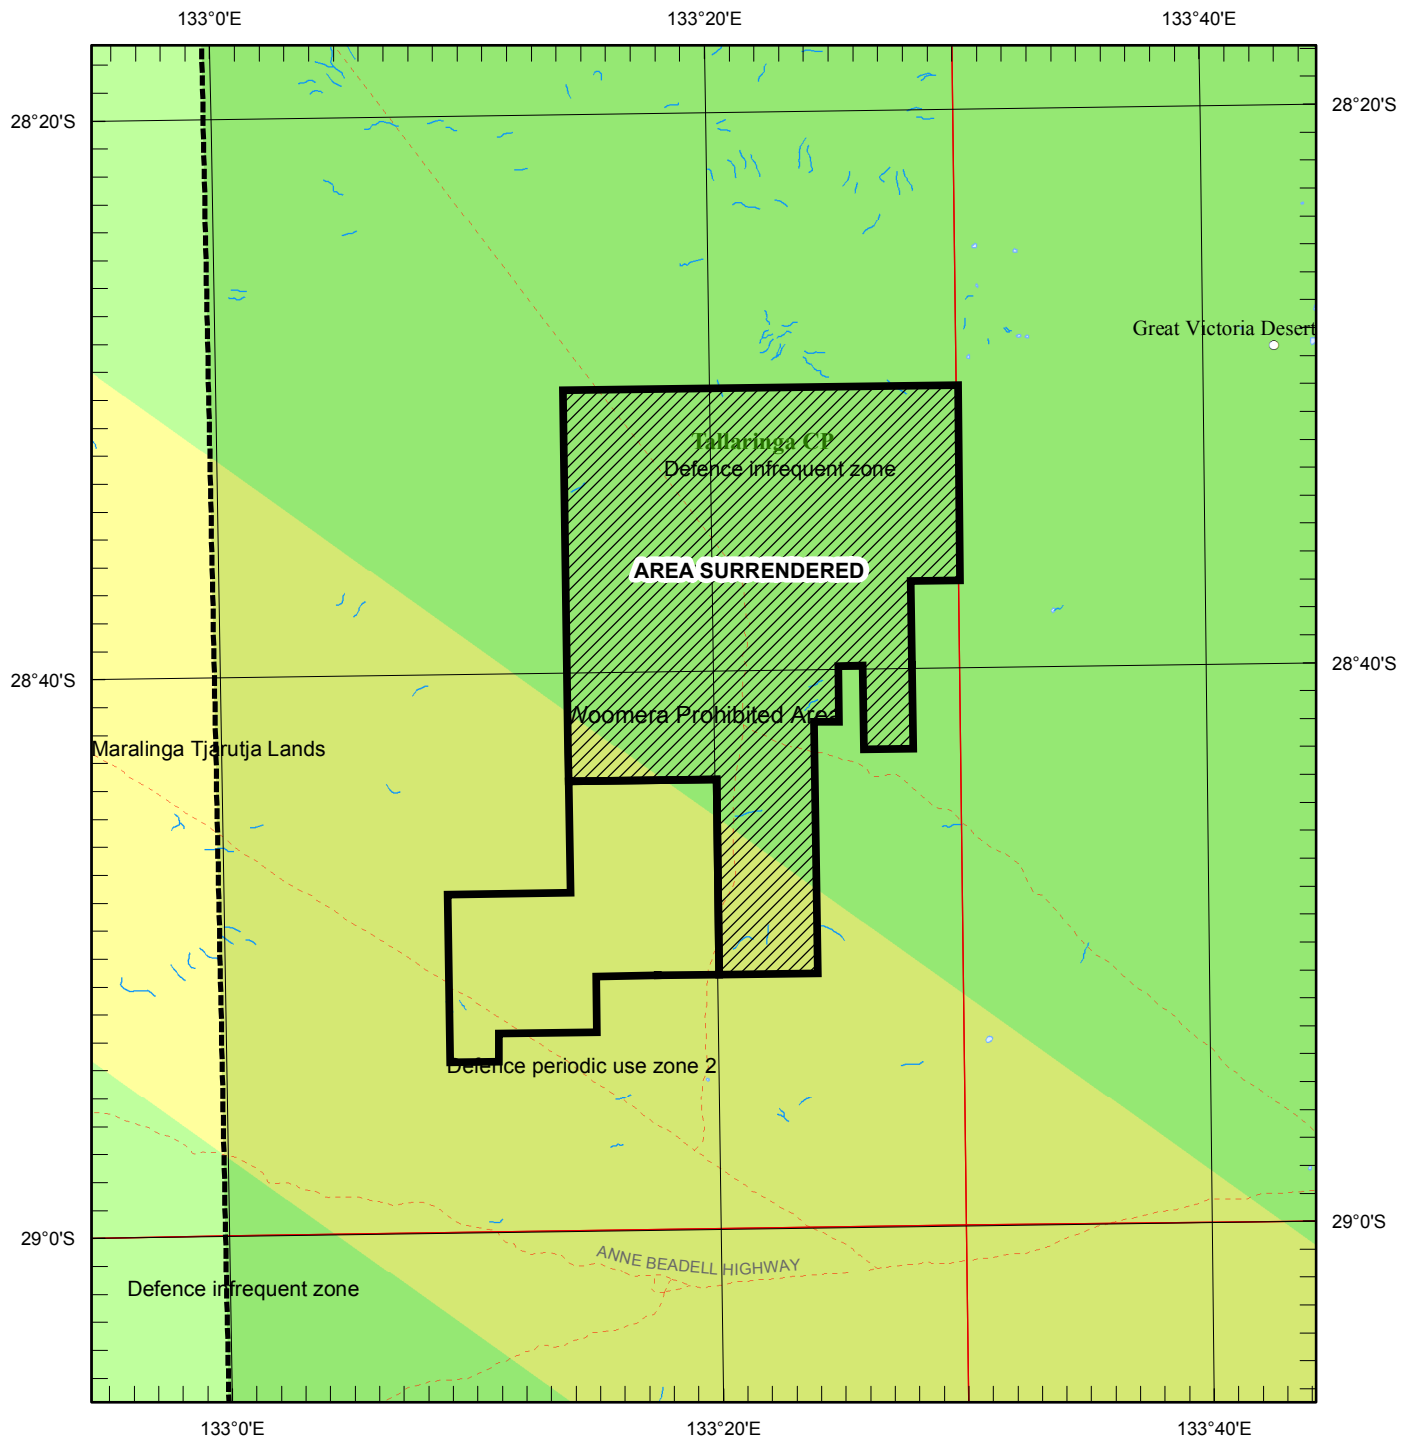 133°0'E
133°20'E
133°40'E
28°20'S
28°20'S
Great Victoria Desert
Tallaringa CP
Defence infrequent zone
AREA SURRENDERED
28°40'S
28°40'S
Woomera Prohibited Area
Maralinga Tjarutja Lands
Defence periodic use zone 2
29°0'S
29°0'S
ANNE BEADELL HIGHWAY
Defence infrequent zone
133°0'E
133°20'E
133°40'E